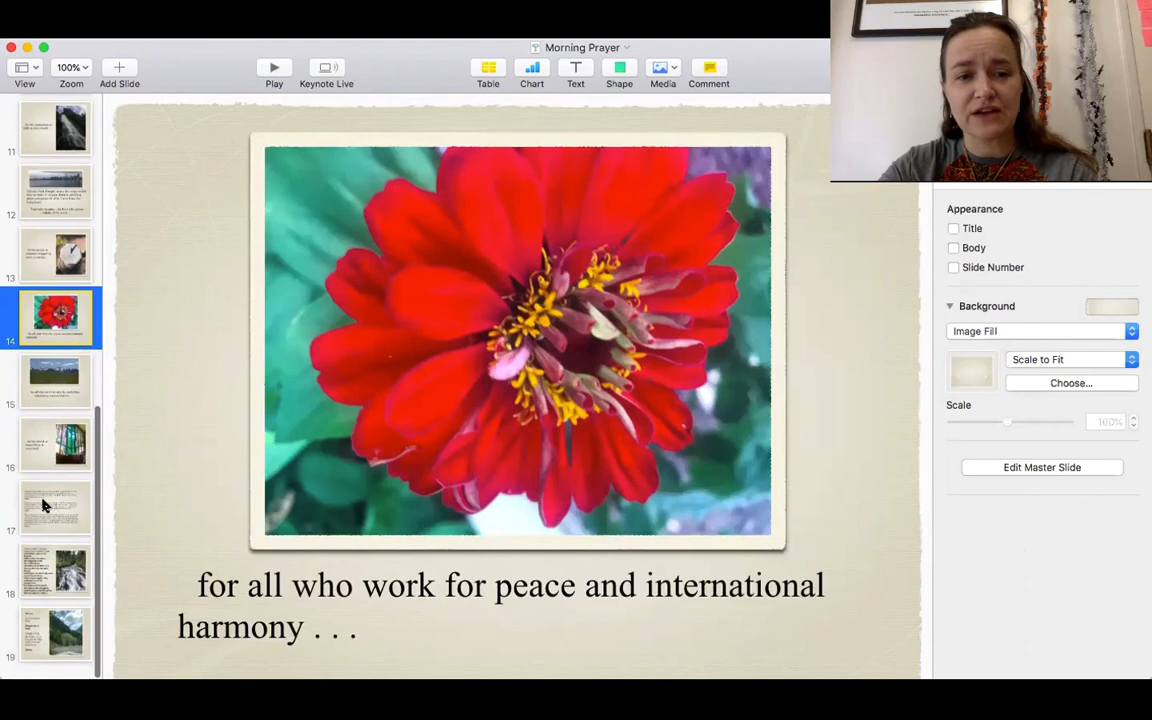 Morning Prayer
100%
View
Zoom
Add Slide
Play
Keynote Live
Table
Chart
Text
Shape
Media
Comment
11
12
13
14
15
16
17
18
19
for all who work for peace and international
harmony . . .
Appearance
Title
Body
Slide Number
Background
Image Fill
Scale to Fit
Choose...
Scale
100%
Edit Master Slide